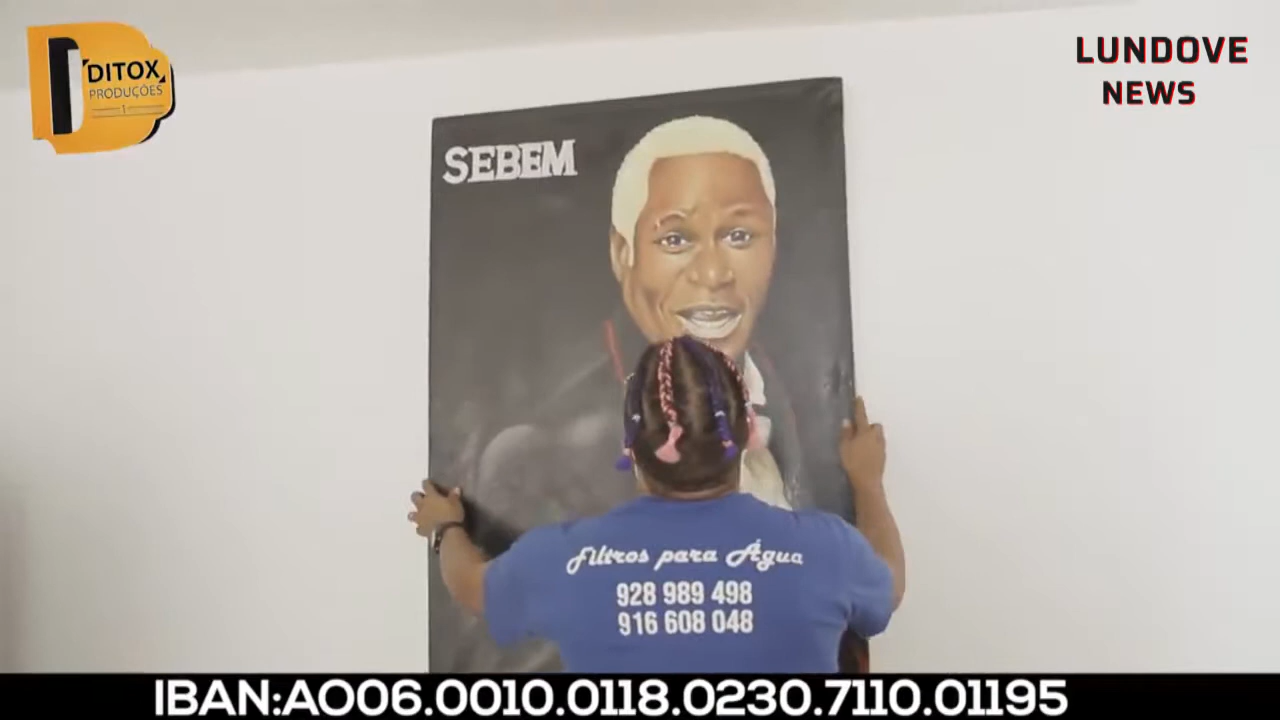 DITOX
PRODUÇÕES
1
LUNDOVE
NEWS
SEBEM
Filtros para Água
928 989 498
916 608 048
IBAN:AO06.0010.0118.0230.7110.01195